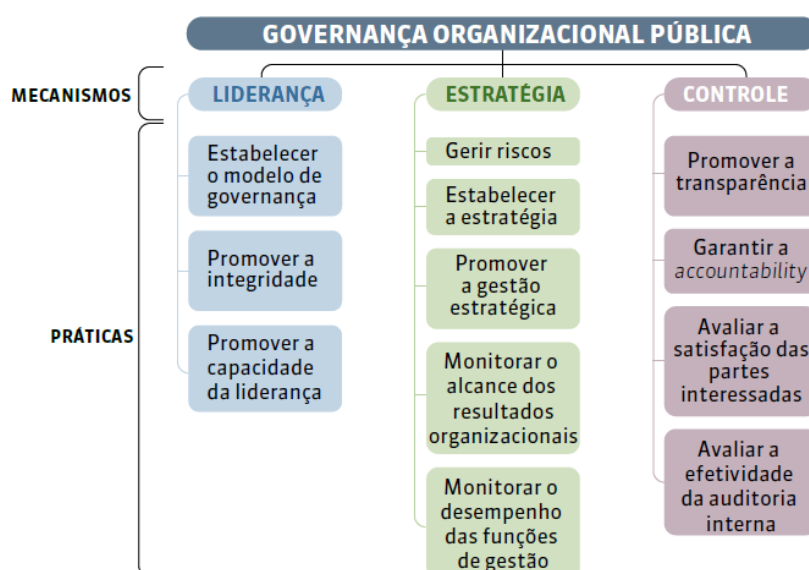 GOVERNANÇA ORGANIZACIONAL PÚBLICA
MECANISMOS
LIDERANÇA
ESTRATÉGIA
CONTROLE
PRÁTICAS
Estabelecer
o modelo de
governança
Promover a
integridade
Promover a
capacidade
da liderança
Gerir riscos
Estabelecer
a estratégia
Promover
a gestão
estratégica
Monitorar o
alcance dos
resultados
organizacionais
Monitorar o
desempenho
das funções
de gestão
Promover a
transparência
Garantir a
accountability
Avaliar a
satisfação das
partes
interessadas
Avaliar a
efetividade
da auditoria
interna